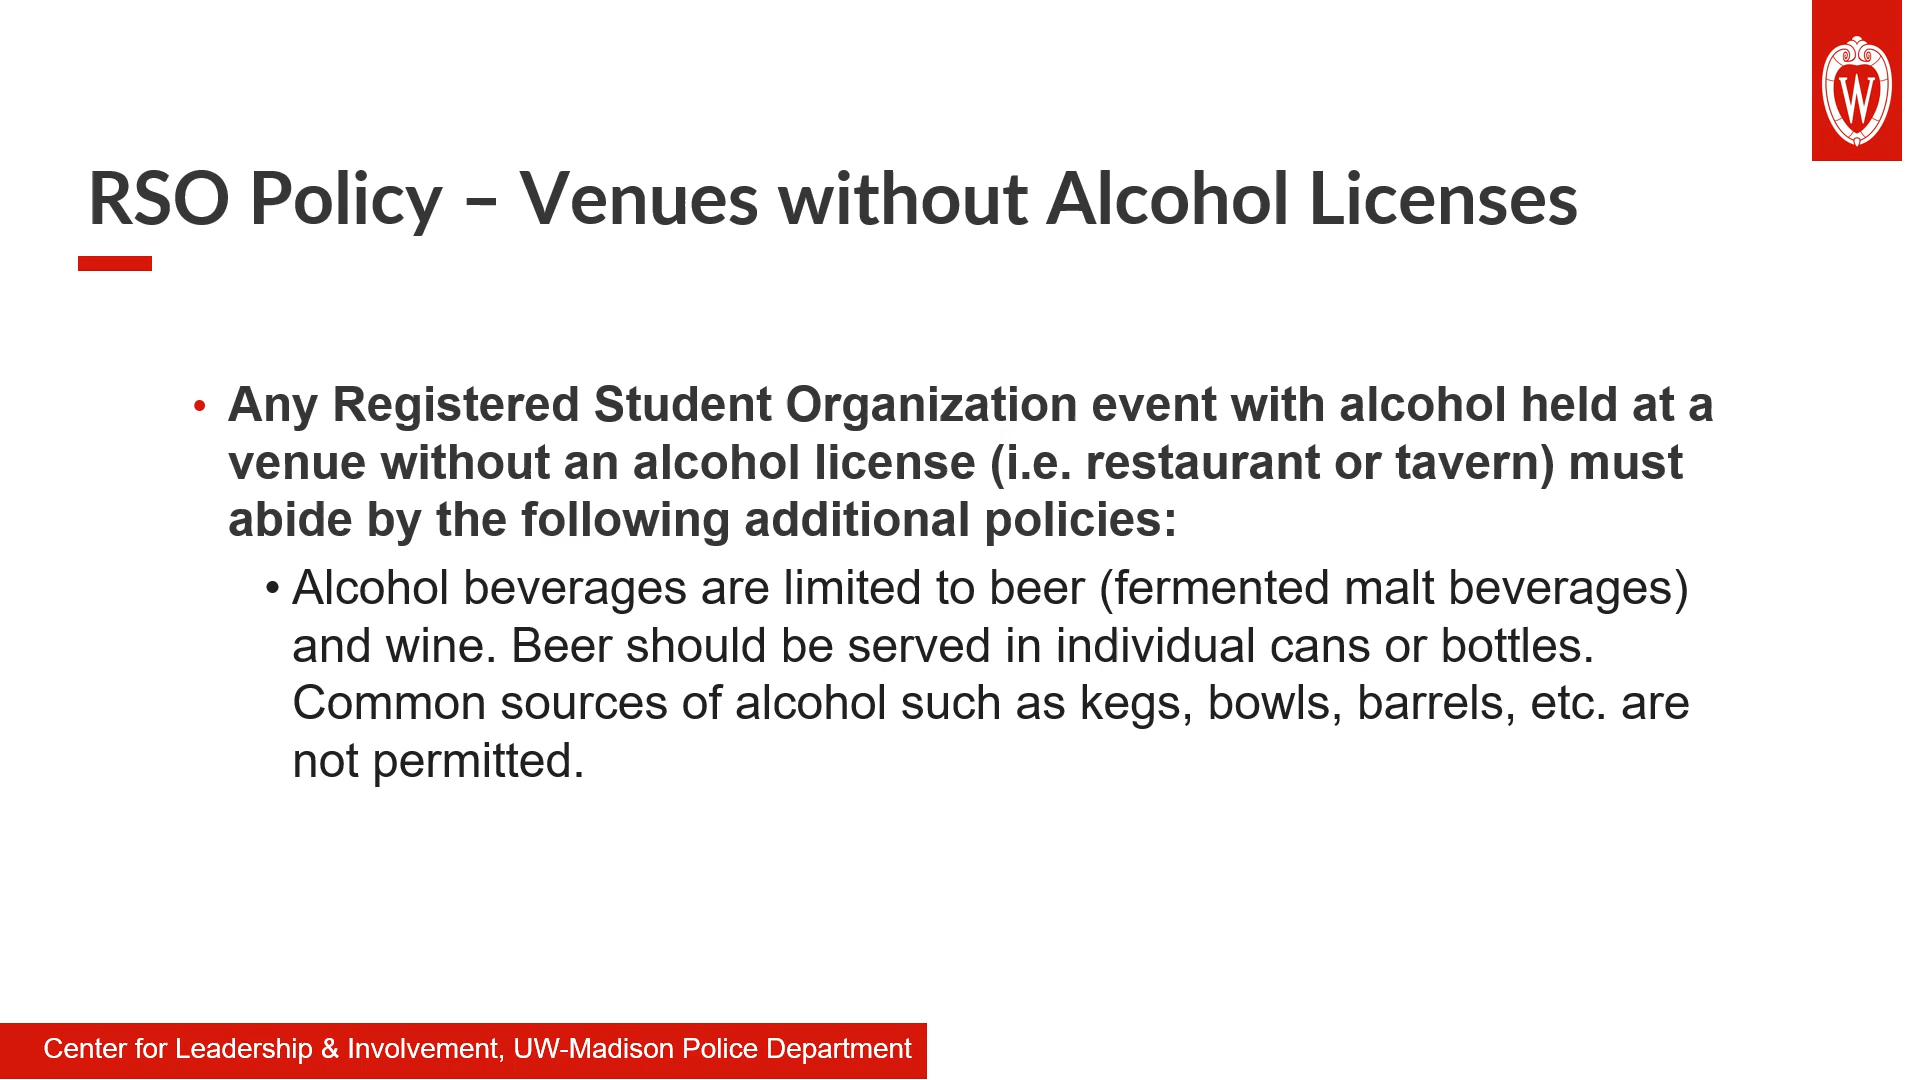 W
RSO Policy – Venues without Alcohol Licenses
• Any Registered Student Organization event with alcohol held at a
venue without an alcohol license (i.e. restaurant or tavern) must
abide by the following additional policies:
• Alcohol beverages are limited to beer (fermented malt beverages)
and wine. Beer should be served in individual cans or bottles.
Common sources of alcohol such as kegs, bowls, barrels, etc. are
not permitted.
Center for Leadership & Involvement, UW-Madison Police Department